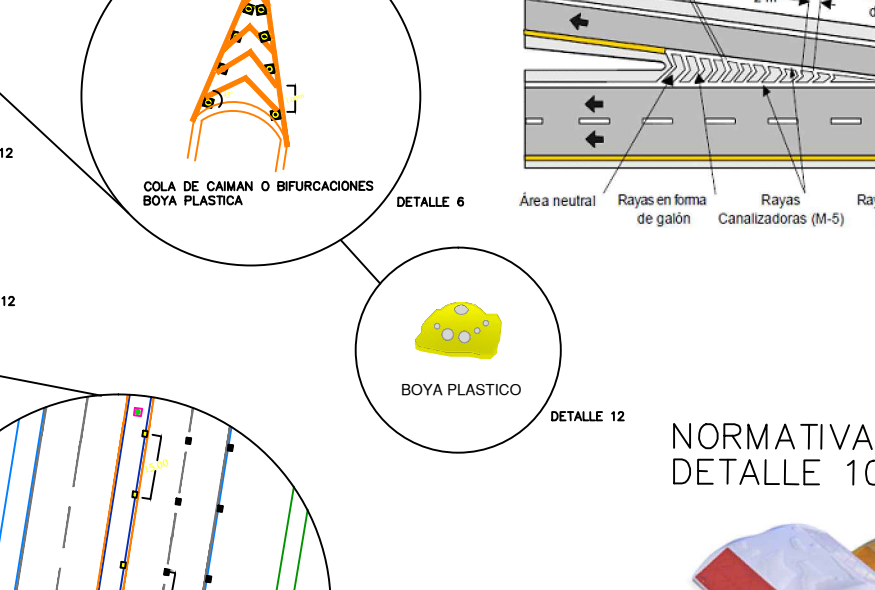 2 m
12
COLA DE CAIMAN O BIFURCACIONES
BOYA PLASTICA
DETALLE 6
Área neutral
Rayas en forma
de galón
Rayas
Canalizadoras (M-5)
12
BOYA PLASTICO
DETALLE 12
NORMATIVA
DETALLE 10